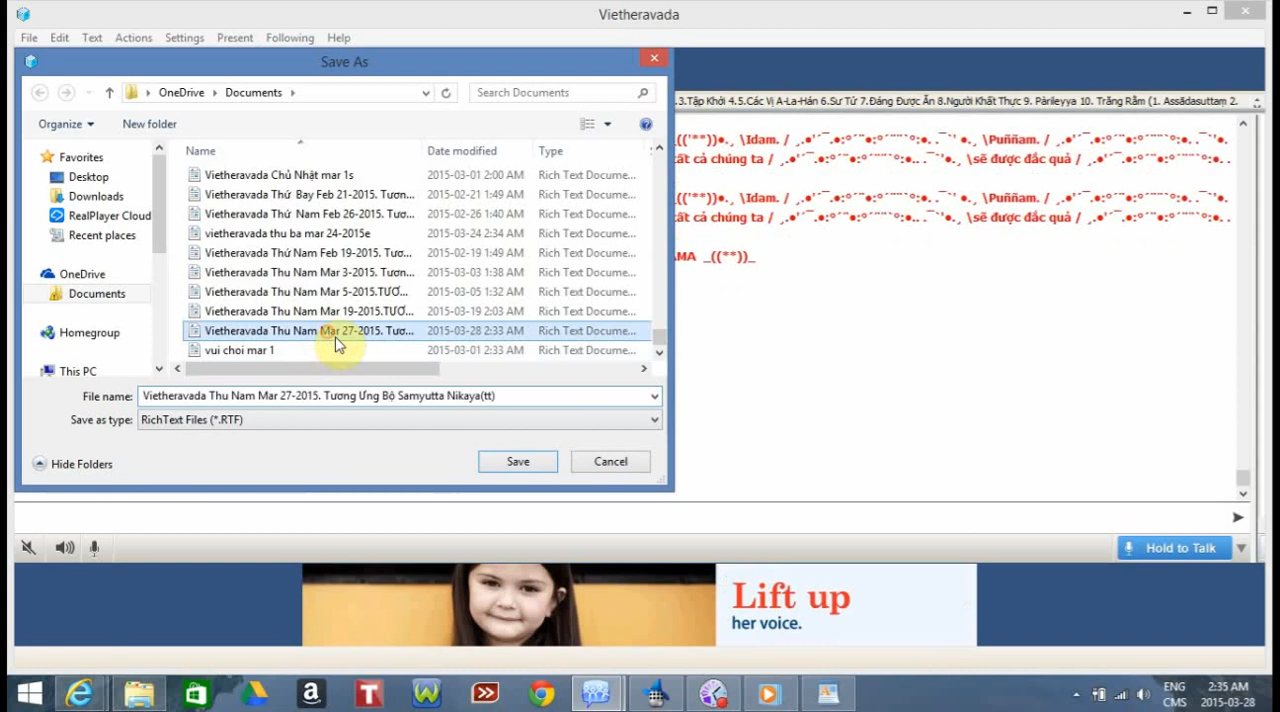 Vietheravada
File Edit Text Actions Settings Present Following Help
Save As
OneDrive Documents
Search Documents
.3.Tập Khởi 4.5.Các Vị A-La-Hán 6.Sư Tử 7.Đáng Được Ăn 8.Người Khất Thực 9. Pārileyya 10. Trăng Rằm (1. Assādasuttaṃ 2.
Organize New folder
Name Date modified Type
Favorites
Desktop
Downloads
RealPlayer Cloud
Recent places
OneDrive
Documents
Homegroup
This PC
Vietheravada Chủ Nhật mar 1s 2015-03-01 2:00 AM Rich Text Docume...
Vietheravada Thứ Bay Feb 21-2015. Tươn... 2015-02-21 1:49 AM Rich Text Docume...
Vietheravada Thứ Nam Feb 26-2015. Tươ... 2015-02-26 1:40 AM Rich Text Docume...
vietheravada thu ba mar 24-2015e 2015-03-24 2:34 AM Rich Text Docume...
Vietheravada Thứ Nam Feb 19-2015. Tươ... 2015-02-19 1:49 AM Rich Text Docume...
Vietheravada Thu Nam Mar 3-2015. Tươn... 2015-03-03 1:38 AM Rich Text Docume...
Vietheravada Thu Nam Mar 5-2015.TƯƠ... 2015-03-05 1:32 AM Rich Text Docume...
Vietheravada Thu Nam Mar 19-2015.TƯƠ... 2015-03-19 2:03 AM Rich Text Docume...
Vietheravada Thu Nam Mar 27-2015. Tươ... 2015-03-28 2:33 AM Rich Text Docume...
vui choi mar 1 2015-03-01 2:33 AM Rich Text Docume...
File name: Vietheravada Thu Nam Mar 27-2015. Tương Ưng Bộ Samyutta Nikaya(tt)
Save as type: RichText Files (*.RTF)
Hide Folders Save Cancel
_(('**))●.¸ \Idam. / ¸.●'´¯.●:°´¨¨`°:●. .¯`'●.¸ \Puññam. / ¸.●'´¯.●:°´¨¨`°:●. .¯`'●.
tất cả chúng ta / ¸.●'´¯.●:°´¨¨`°:●. .¯`'●.¸ \sẽ được đắc quả / ¸.●'´¯.●:°´¨¨`°:●. .
_(('**))●.¸ \Idam. / ¸.●'´¯.●:°´¨¨`°:●. .¯`'●.¸ \Puññam. / ¸.●'´¯.●:°´¨¨`°:●. .¯`'●.
tất cả chúng ta / ¸.●'´¯.●:°´¨¨`°:●. .¯`'●.¸ \sẽ được đắc quả / ¸.●'´¯.●:°´¨¨`°:●. .
AMA _((**))_
Hold to Talk
Lift up
her voice.
ENG 2:35 AM
CMS 2015-03-28